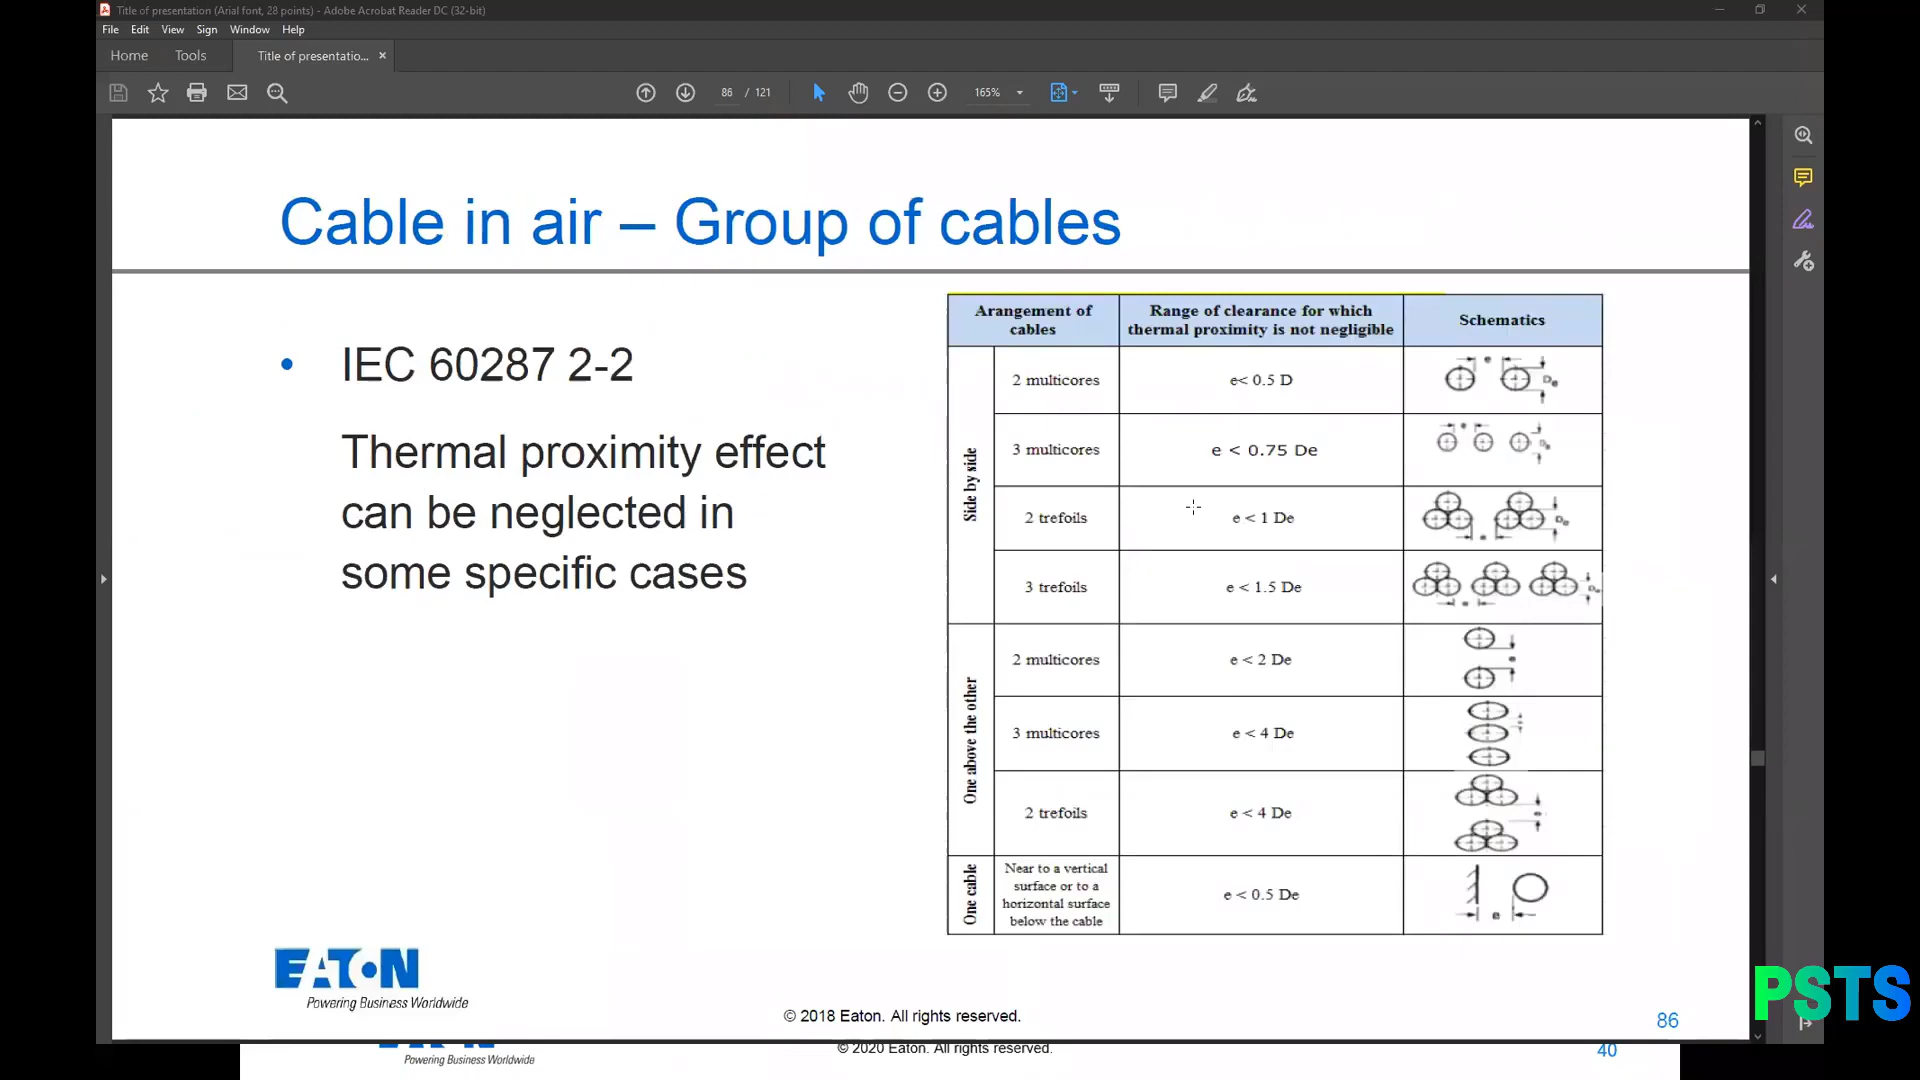 Title of presentation (Arial font, 28 points) - Adobe Acrobat Reader DC (32-bit)
File Edit View Sign Window Help
Home Tools Title of presentatio... ×
86 / 121 165%
Cable in air – Group of cables
• IEC 60287 2-2
Thermal proximity effect
can be neglected in
some specific cases
Arangement of
cables
Range of clearance for which
thermal proximity is not negligible
Schematics
Side by side
2 multicores
e< 0.5 D
e
De
3 multicores
e < 0.75 De
e
De
2 trefoils
e < 1 De
e
De
3 trefoils
e < 1.5 De
e
De
One above the other
2 multicores
e < 2 De
e
3 multicores
e < 4 De
2 trefoils
e < 4 De
e
One cable
Near to a vertical
surface or to a
horizontal surface
below the cable
e < 0.5 De
e
EATON
Powering Business Worldwide
© 2018 Eaton. All rights reserved.
86
PSTS
Powering Business Worldwide
© 2020 Eaton. All rights reserved.
40